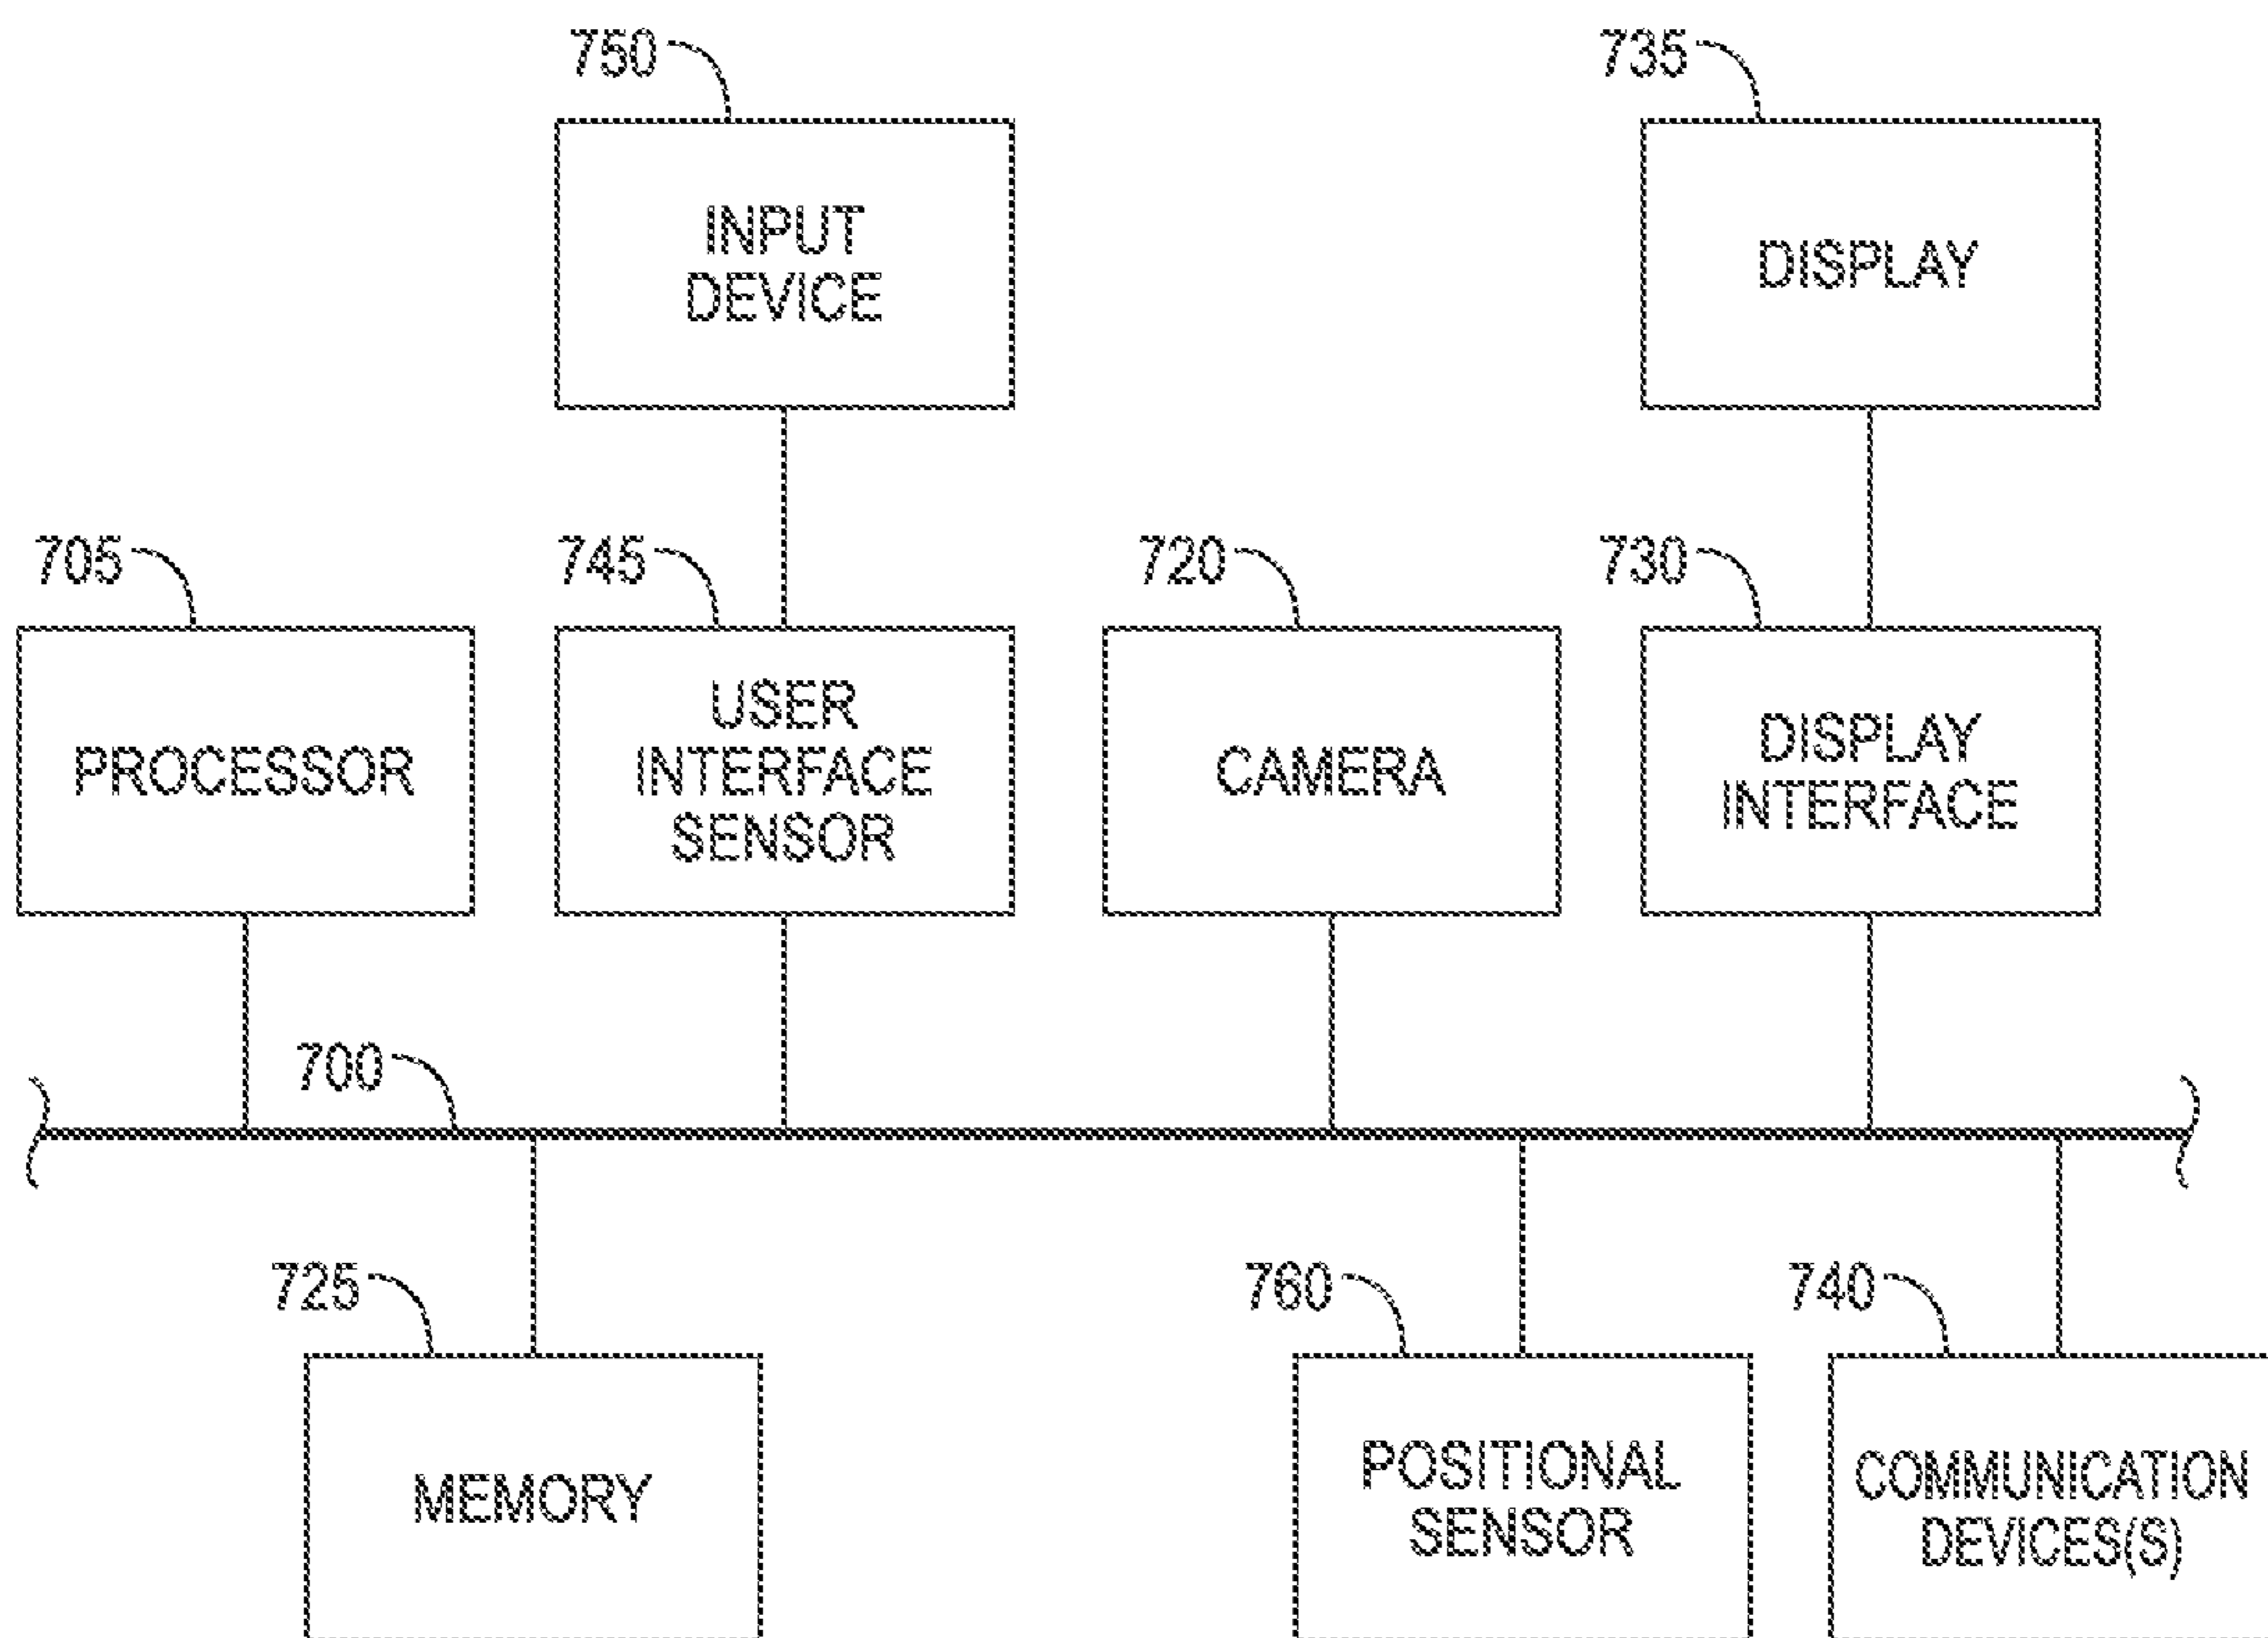 750
735
INPUT
DEVICE
DISPLAY
705
745
720
730
PROCESSOR
USER
INTERFACE
SENSOR
CAMERA
DISPLAY
INTERFACE
700
725
760
740
MEMORY
POSITIONAL
SENSOR
COMMUNICATION
DEVICES(S)